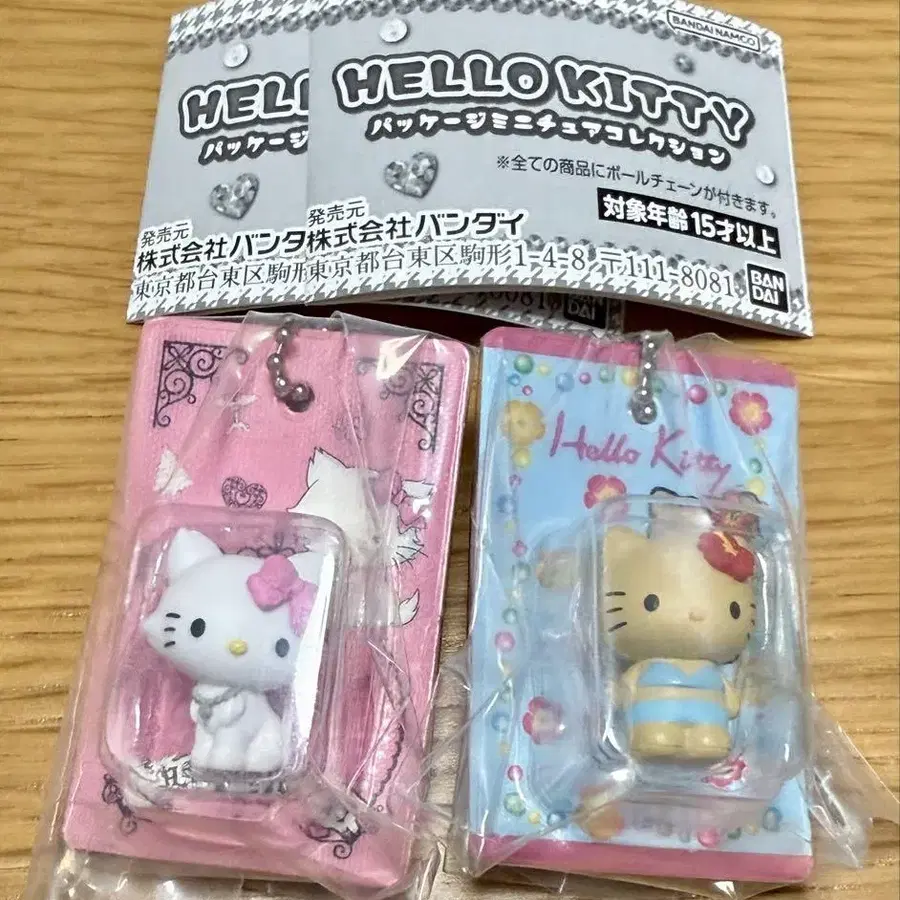 HELL
パッケージ
発売元
株式会社バンダ
東京都台東区駒形
BANDAI NAMCO
HELLO KITTY
パッケージミニチュアコレクション
※全ての商品にボールチェーンが付きます。
対象年齢15才以上
発売元
株式会社バンダイ
東京都台東区駒形1-4-8 〒111-8081
BAN
DAI
Hello Kitty